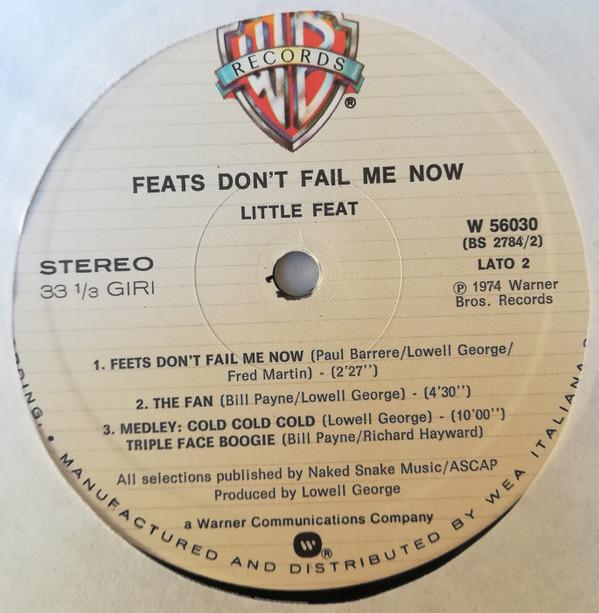 WB
RECORDS
®
FEATS DON'T FAIL ME NOW
LITTLE FEAT
W 56030
(BS 2784/2)
STEREO
LATO 2
33 1/3 GIRI
℗ 1974 Warner
Bros. Records
1. FEETS DON'T FAIL ME NOW (Paul Barrere/Lowell George/
Fred Martin) - (2'27'')
2. THE FAN (Bill Payne/Lowell George) - (4'30'')
3. MEDLEY: COLD COLD COLD (Lowell George) - (10'00'')
TRIPLE FACE BOOGIE (Bill Payne/Richard Hayward)
All selections published by Naked Snake Music/ASCAP
Produced by Lowell George
a Warner Communications Company
W®
• MANUFACTURED AND DISTRIBUTED BY WEA ITALIANA